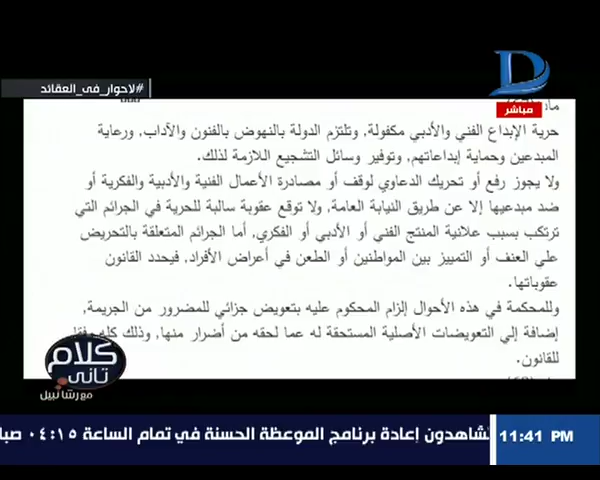 #لاحوار_فى_العقائد
مباشر
حرية الإبداع الفني والأدبي مكفولة, وتلتزم الدولة بالنهوض بالفنون والآداب, ورعاية
المبدعين وحماية إبداعاتهم, وتوفير وسائل التشجيع اللازمة لذلك.
ولا يجوز رفع أو تحريك الدعاوي لوقف أو مصادرة الأعمال الفنية والأدبية والفكرية أو
ضد مبدعيها إلا عن طريق النيابة العامة, ولا توقع عقوبة سالبة للحرية في الجرائم التي
ترتكب بسبب علانية المنتج الفني أو الأدبي أو الفكري, أما الجرائم المتعلقة بالتحريض
علي العنف أو التمييز بين المواطنين أو الطعن في أعراض الأفراد, فيحدد القانون
عقوباتها.
وللمحكمة في هذه الأحوال إلزام المحكوم عليه بتعويض جزائي للمضرور من الجريمة,
إضافة إلي التعويضات الأصلية المستحقة له عما لحقه من أضرار منها, وذلك كله
للقانون.
كلام
تانى
مع رشا نبيل
شاهدون إعادة برنامج الموعظة الحسنة في تمام الساعة ٠٤:١٥
11:41 PM